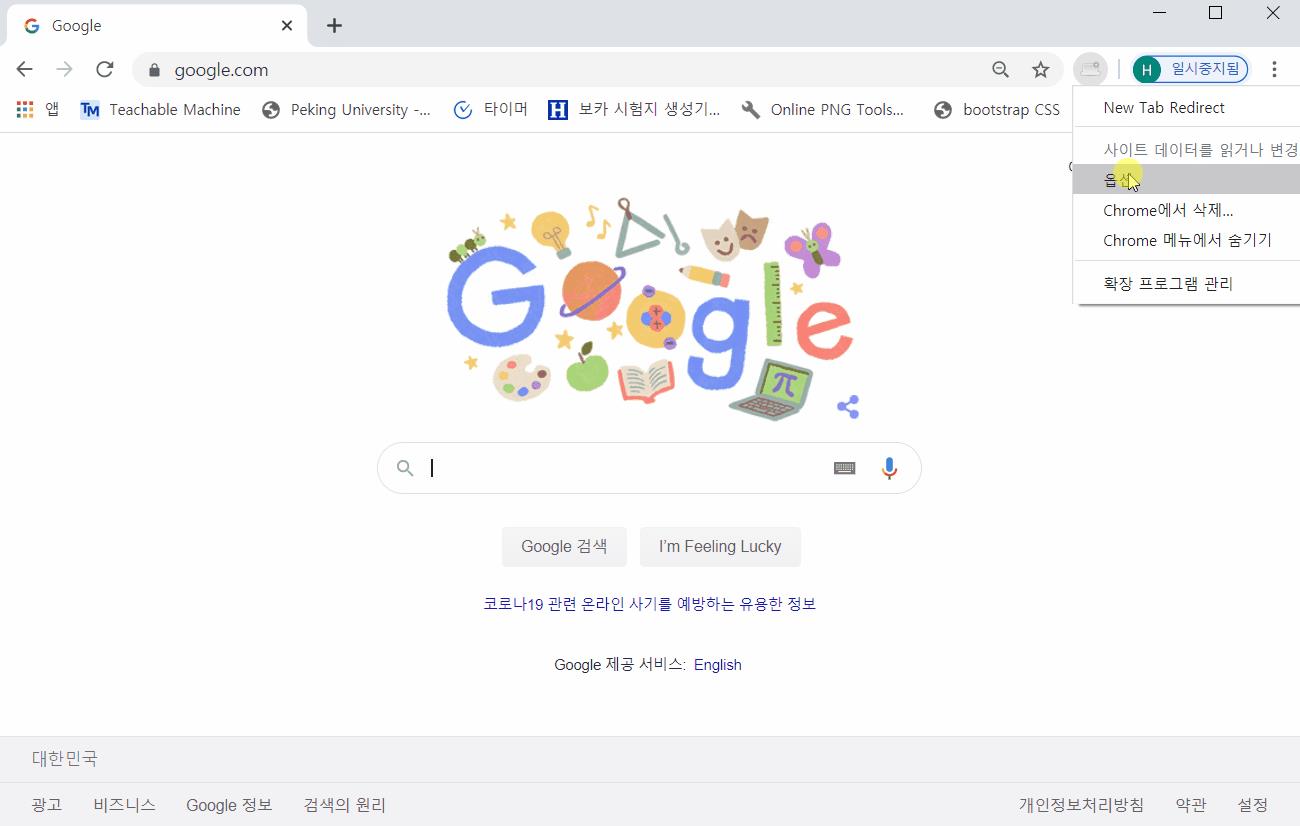 Google
google.com
H 일시중지됨
앱 TM Teachable Machine Peking University -... 타이머 H 보카 시험지 생성기... Online PNG Tools... bootstrap CSS
New Tab Redirect
사이트 데이터를 읽거나 변경
옵션
Chrome에서 삭제...
Chrome 메뉴에서 숨기기
확장 프로그램 관리
Google
π
Google 검색 I'm Feeling Lucky
코로나19 관련 온라인 사기를 예방하는 유용한 정보
Google 제공 서비스: English
대한민국
광고 비즈니스 Google 정보 검색의 원리 개인정보처리방침 약관 설정